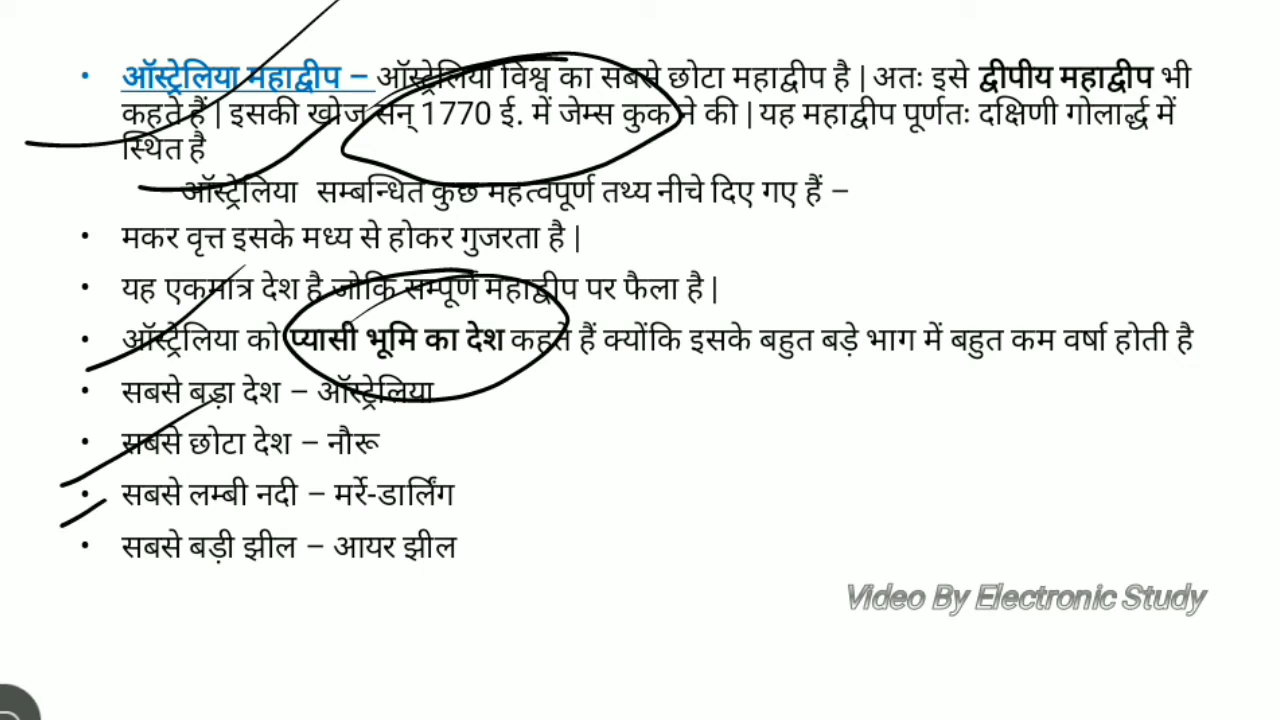 • ऑस्ट्रेलिया महाद्वीप – ऑस्ट्रेलिया विश्व का सबसे छोटा महाद्वीप है | अतः इसे द्वीपीय महाद्वीप भी
कहते हैं | इसकी खोज सन् 1770 ई. में जेम्स कुक ने की | यह महाद्वीप पूर्णतः दक्षिणी गोलार्द्ध में
स्थित है
ऑस्ट्रेलिया सम्बन्धित कुछ महत्वपूर्ण तथ्य नीचे दिए गए हैं –
• मकर वृत्त इसके मध्य से होकर गुजरता है |
• यह एकमात्र देश है जोकि सम्पूर्ण महाद्वीप पर फैला है |
• ऑस्ट्रेलिया को प्यासी भूमि का देश कहते हैं क्योंकि इसके बहुत बड़े भाग में बहुत कम वर्षा होती है
• सबसे बड़ा देश – ऑस्ट्रेलिया
• सबसे छोटा देश – नौरू
• सबसे लम्बी नदी – मर्रे-डार्लिंग
• सबसे बड़ी झील – आयर झील
Video By Electronic Study